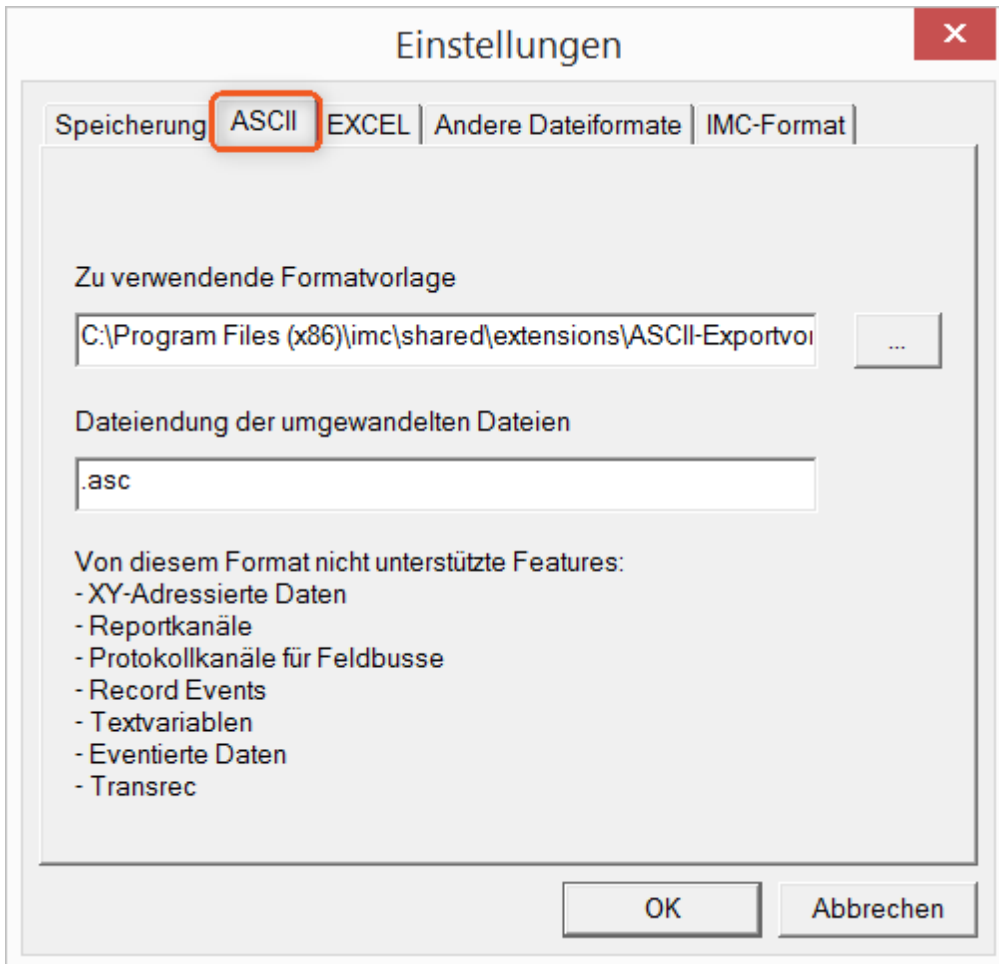 Einstellungen
Speicherung ASCII EXCEL Andere Dateiformate IMC-Format
Zu verwendende Formatvorlage
C:\Program Files (x86)\imc\shared\extensions\ASCII-Exportvor
...
Dateiendung der umgewandelten Dateien
.asc
Von diesem Format nicht unterstützte Features:
- XY-Adressierte Daten
- Reportkanäle
- Protokollkanäle für Feldbusse
- Record Events
- Textvariablen
- Eventierte Daten
- Transrec
OK Abbrechen